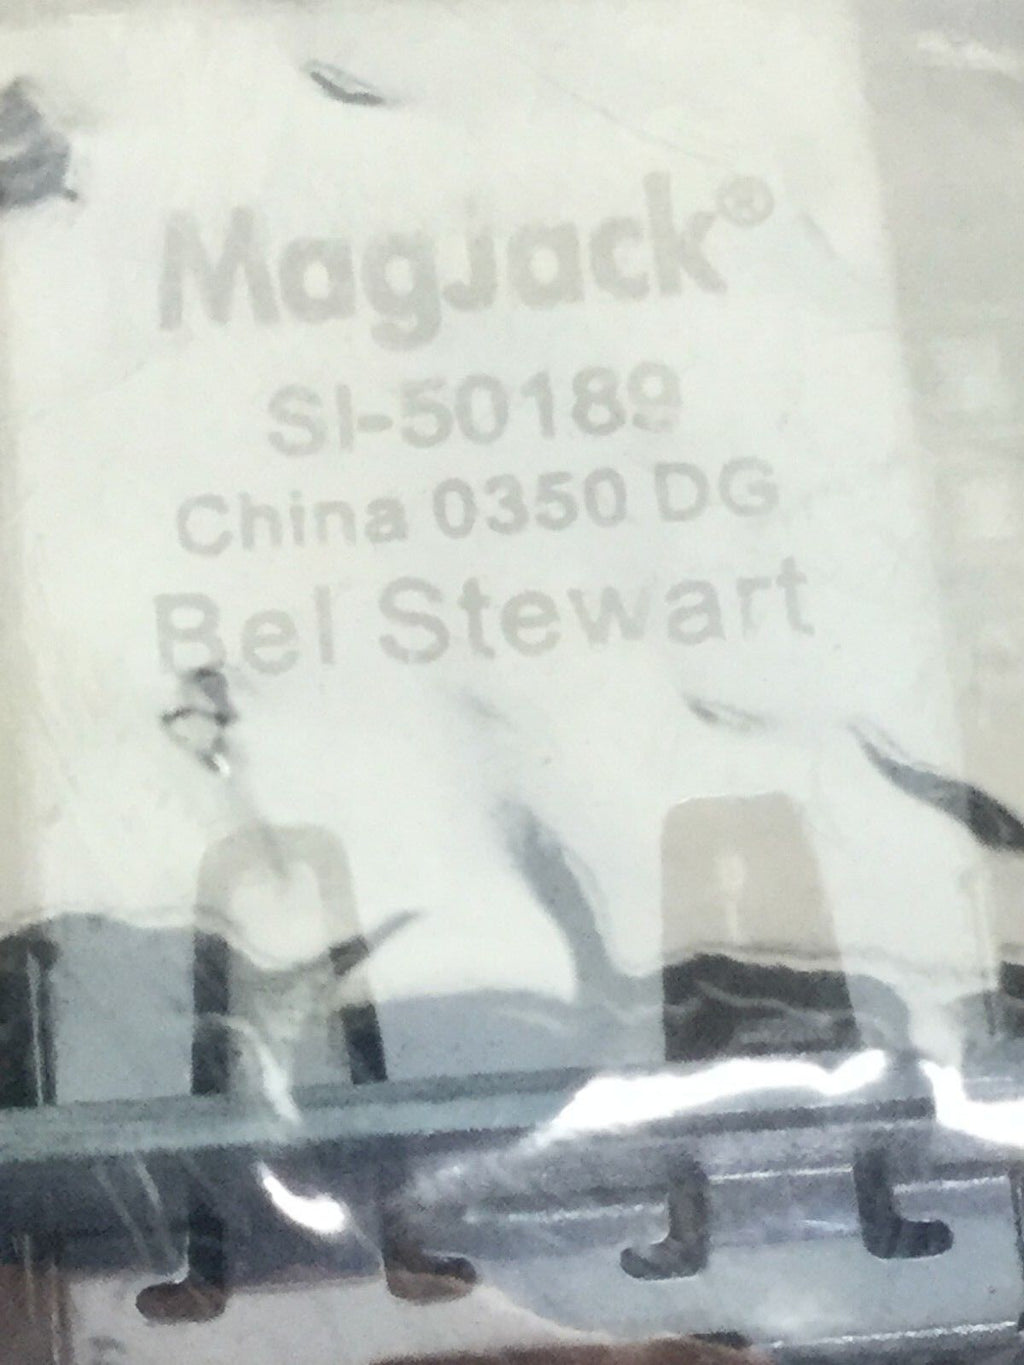 MagJack®
SI-50189
China 0350 DG
Bel Stewart